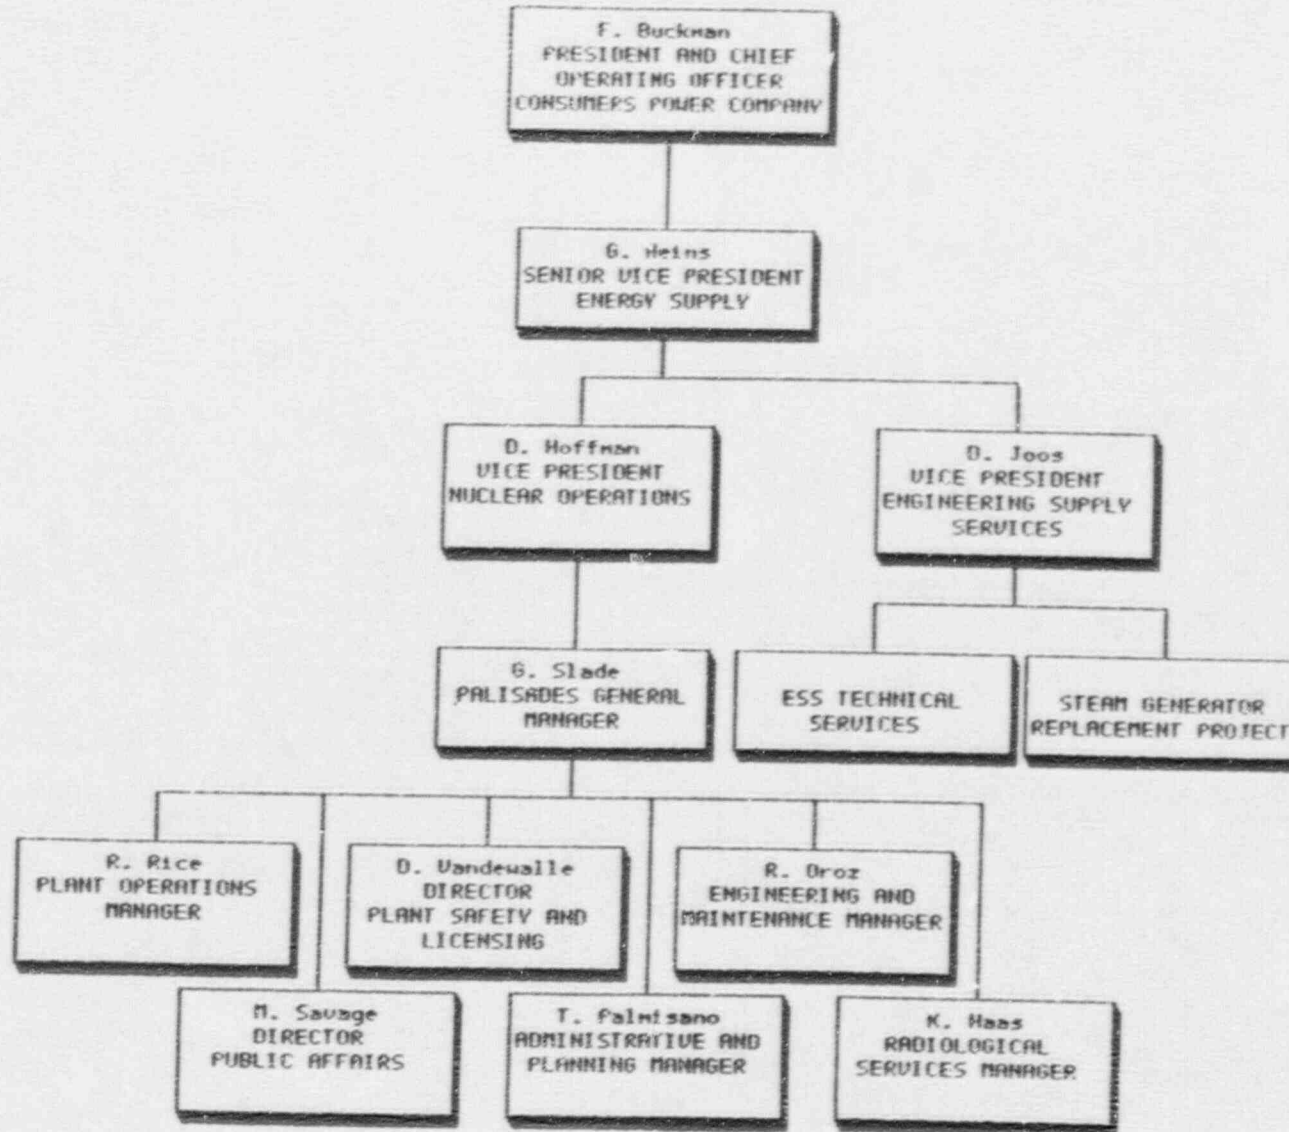 F. Buckman
PRESIDENT AND CHIEF
OPERATING OFFICER
CONSUMERS POWER COMPANY
G. Heins
SENIOR VICE PRESIDENT
ENERGY SUPPLY
D. Hoffman
VICE PRESIDENT
NUCLEAR OPERATIONS
D. Joos
VICE PRESIDENT
ENGINEERING SUPPLY
SERVICES
G. Slade
PALISADES GENERAL
MANAGER
ESS TECHNICAL
SERVICES
STEAM GENERATOR
REPLACEMENT PROJECT
R. Rice
PLANT OPERATIONS
MANAGER
D. Vandewalle
DIRECTOR
PLANT SAFETY AND
LICENSING
R. Oroz
ENGINEERING AND
MAINTENANCE MANAGER
M. Savage
DIRECTOR
PUBLIC AFFAIRS
T. Palmisano
ADMINISTRATIVE AND
PLANNING MANAGER
K. Haas
RADIOLOGICAL
SERVICES MANAGER